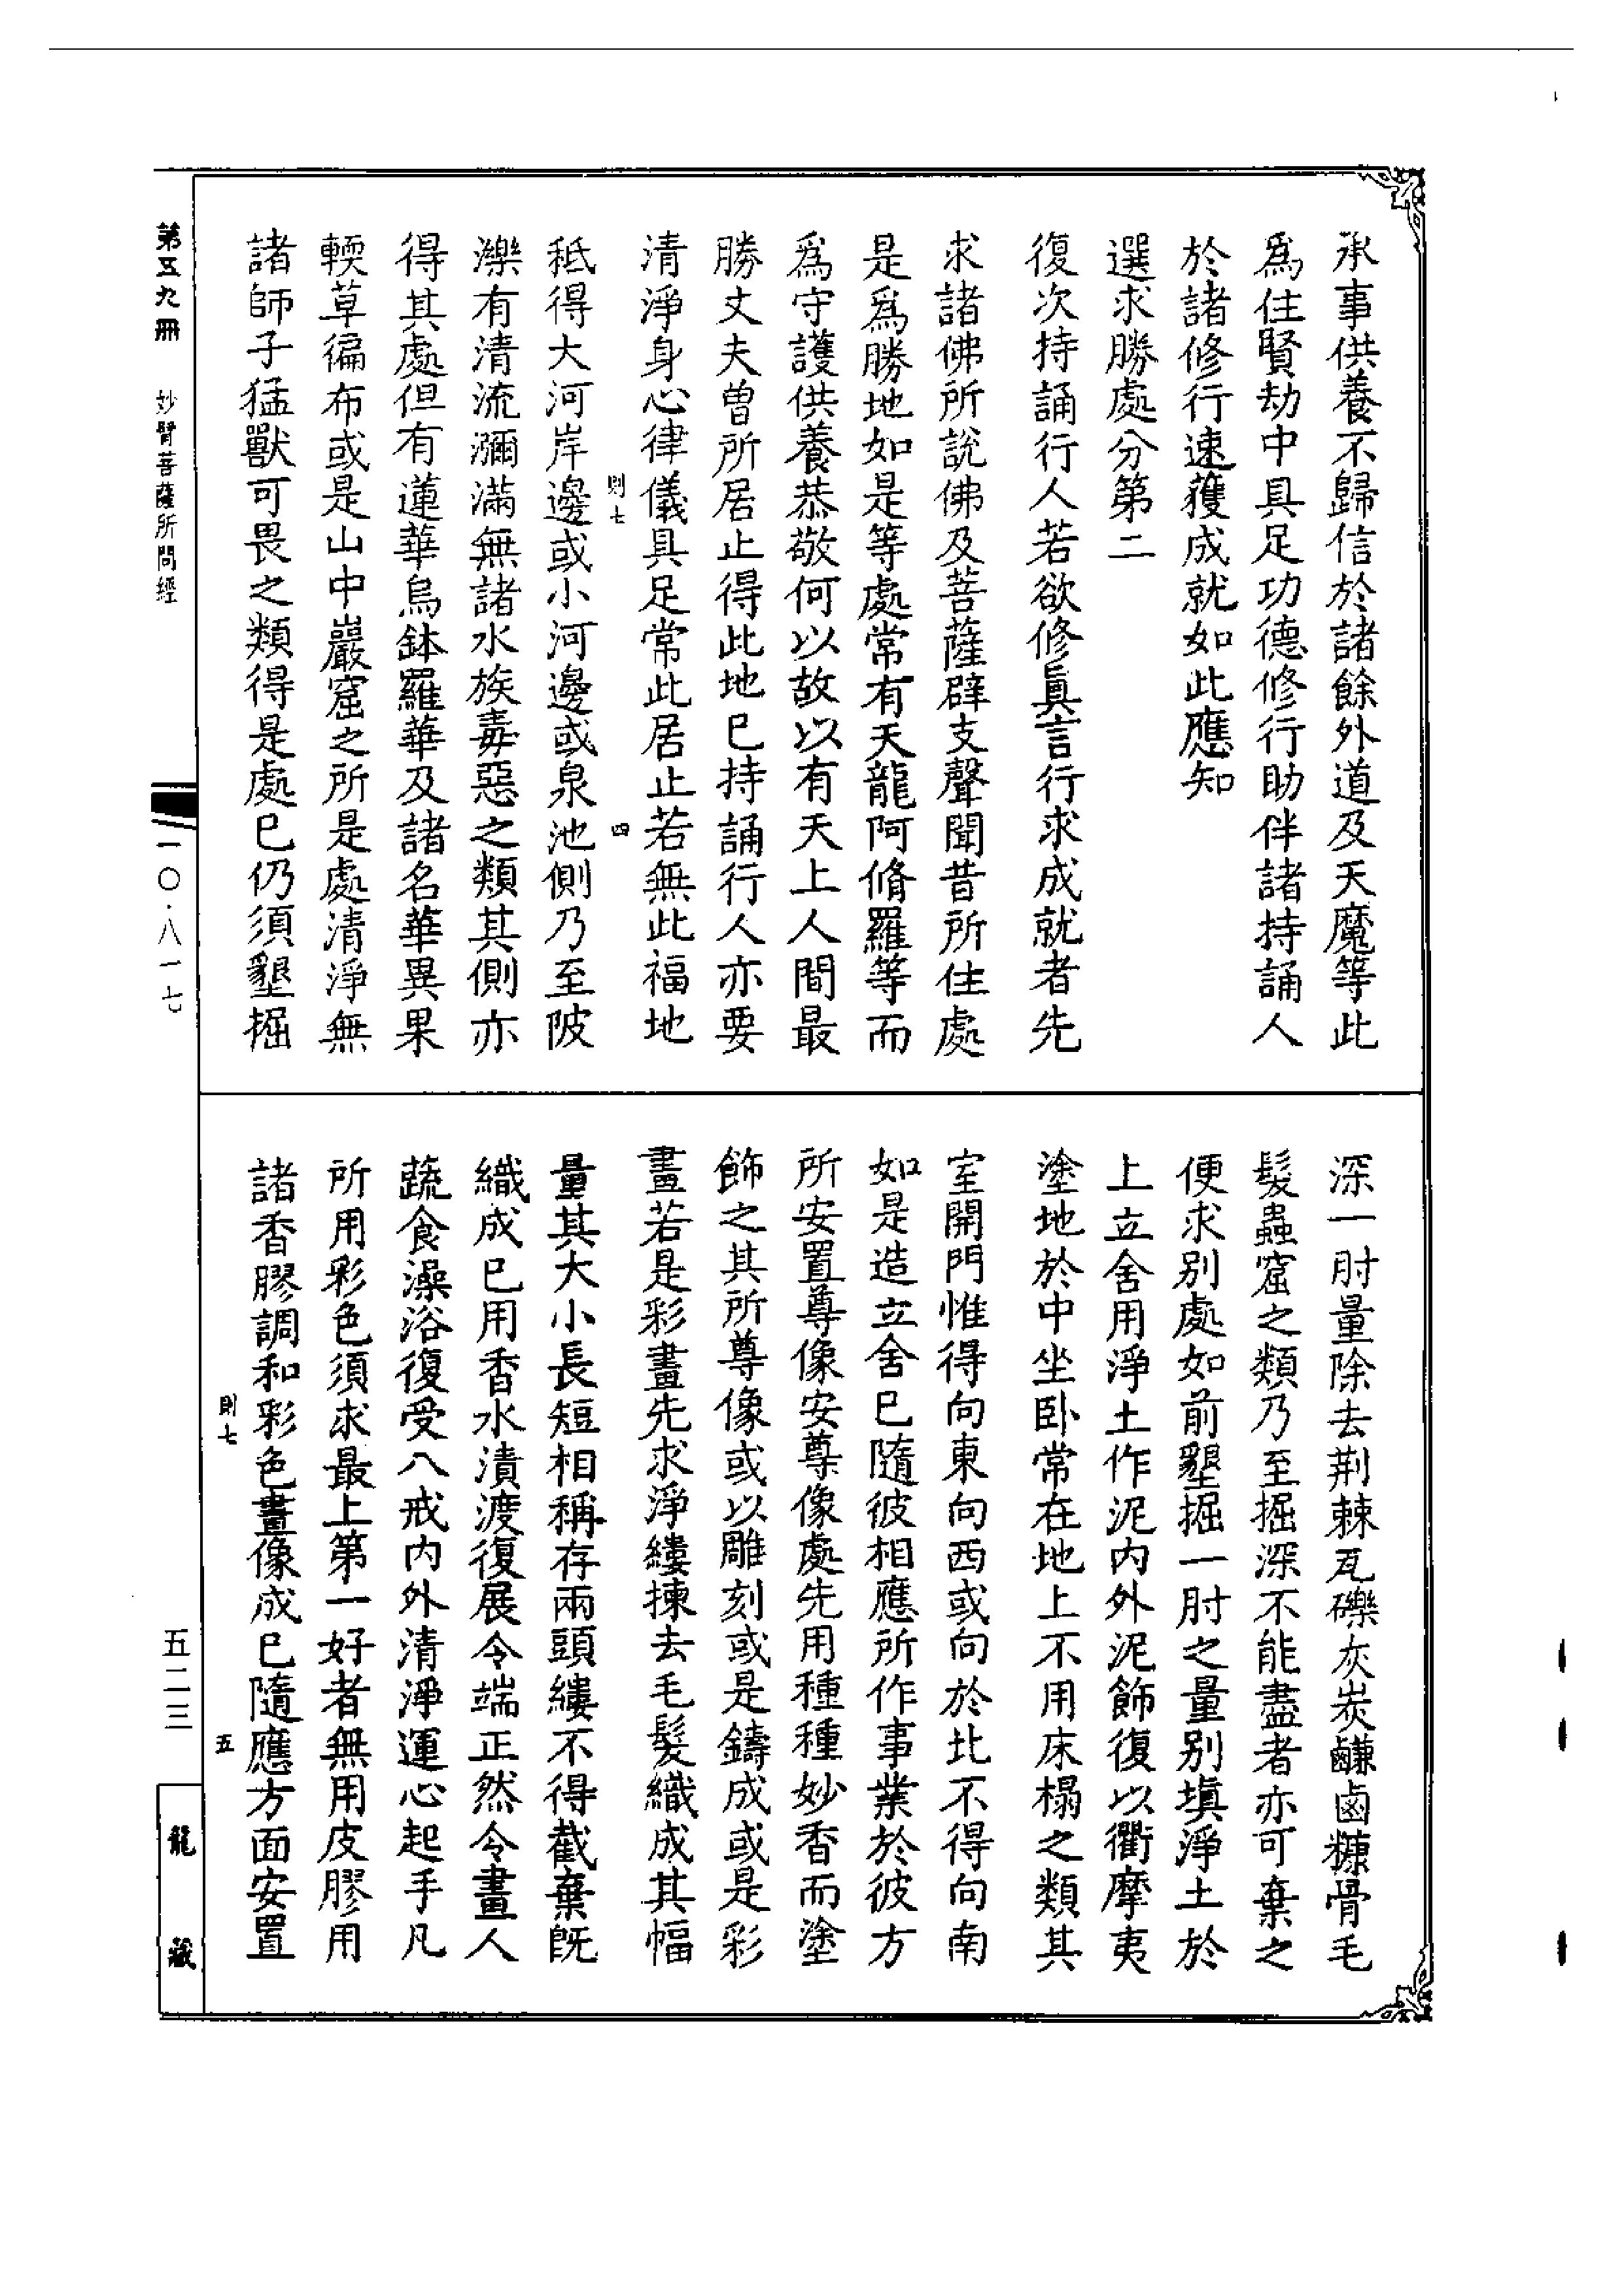 承事供養不歸信於諸餘外道及天魔等此
爲住賢劫中具足功德修行助伴諸持誦人
於諸修行速獲成就如此應知
選求勝處分第二
復次持誦行人若欲修眞言行求成就者先
求諸佛所說佛及菩薩辟支聲聞昔所住處
是爲勝地如是等處常有天龍阿脩羅等而
爲守護供養恭敬何以故以有天上人間最
勝丈夫曾所居止得此地已持誦行人亦要
清淨身心律儀具足常此居止若無此福地
則七 四
秪得大河岸邊或小河邊或泉池側乃至陂
濼有清流瀰滿無諸水族毒惡之類其側亦
得其處但有蓮華烏鉢羅華及諸名華異果
輭草徧布或是山中巖窟之所是處清淨無
諸師子猛獸可畏之類得是處已仍須墾掘
深一肘量除去荆棘瓦礫灰炭鹻鹵糠骨毛
髮蟲窟之類乃至掘深不能盡者亦可棄之
便求别處如前墾掘一肘之量别塡淨土於
上立舍用淨土作泥内外泥飾復以衢摩夷
塗地於中坐卧常在地上不用床榻之類其
室開門惟得向東向西或向於北不得向南
如是造立舍已隨彼相應所作事業於彼方
所安置尊像安尊像處先用種種妙香而塗
飾之其所尊像或以雕刻或是鑄成或是彩
畫若是彩畫先求淨縷揀去毛髮織成其幅
量其大小長短相稱存兩頭縷不得截棄旣
織成已用香水漬渡復展令端正然令畫人
蔬食澡浴復受八戒内外清淨運心起手凡
所用彩色須求最上第一好者無用皮膠用
諸香膠調和彩色畫像成已隨應方面安置
則七 五
第五九冊 妙臂菩薩所問經
一〇·八一七
五二三
龍藏